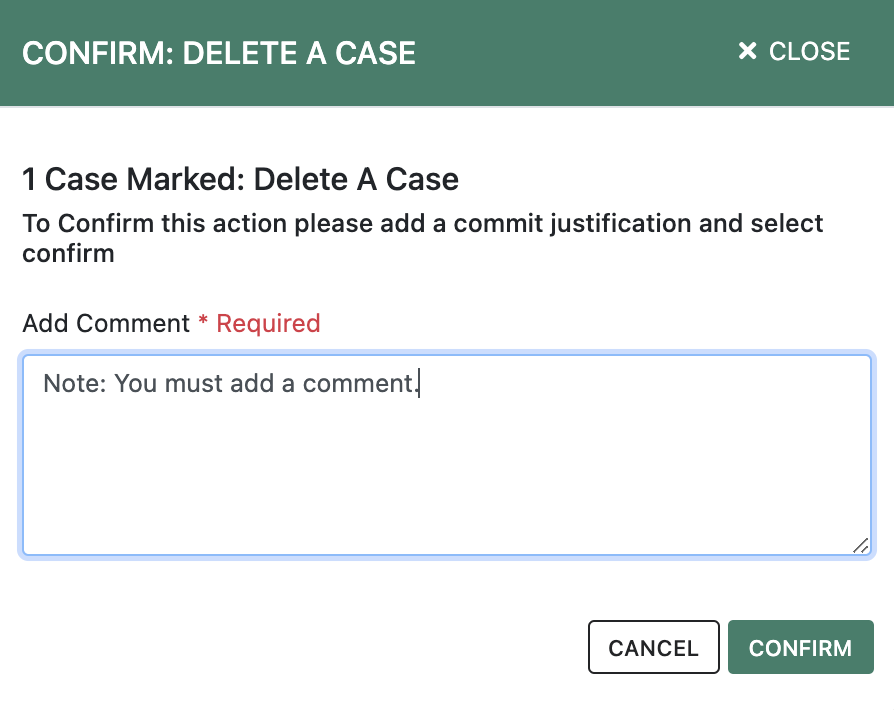 CONFIRM: DELETE A CASE
× CLOSE
1 Case Marked: Delete A Case
To Confirm this action please add a commit justification and select
confirm
Add Comment * Required
Note: You must add a comment.
CANCEL
CONFIRM